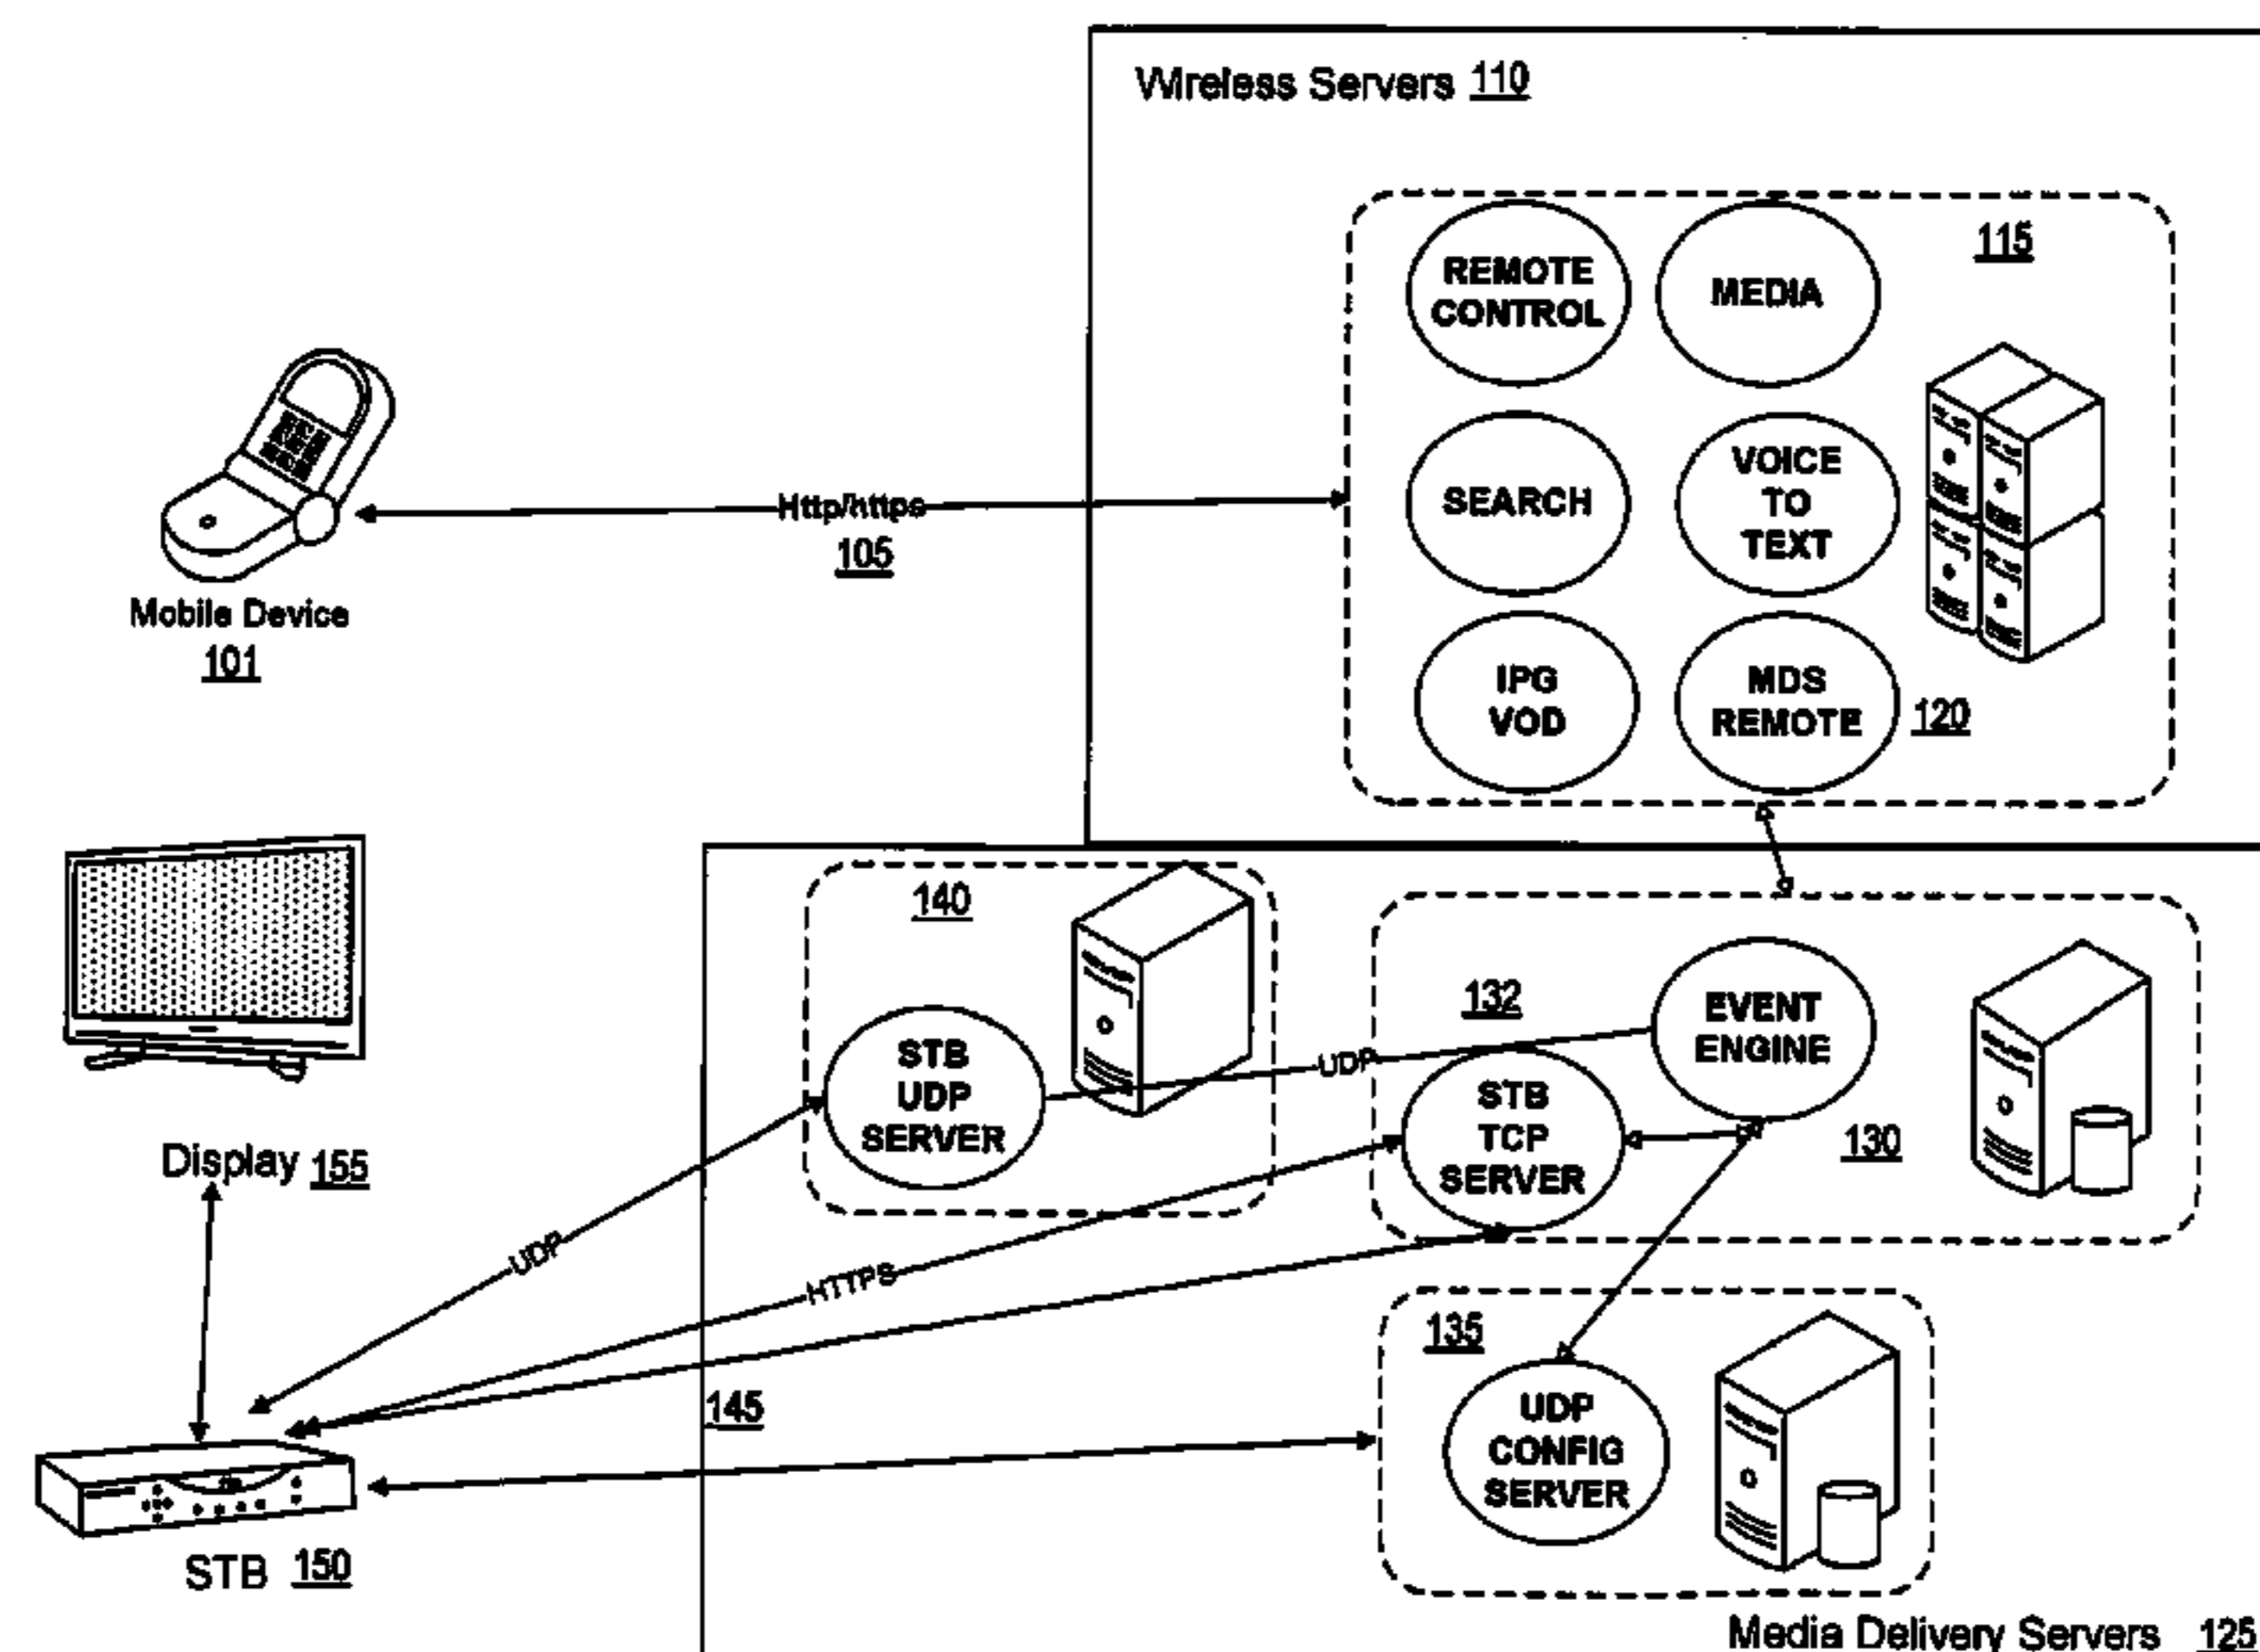 Wireless Servers 110
115
REMOTE
CONTROL
MEDIA
SEARCH
VOICE
TO
TEXT
IPG
VOD
MDS
REMOTE
120
Http/https
105
Mobile Device
101
140
STB
UDP
SERVER
132
EVENT
ENGINE
UDP
STB
TCP
SERVER
130
Display 155
UDP
HTTPS
135
145
UDP
CONFIG
SERVER
STB 150
Media Delivery Servers 125